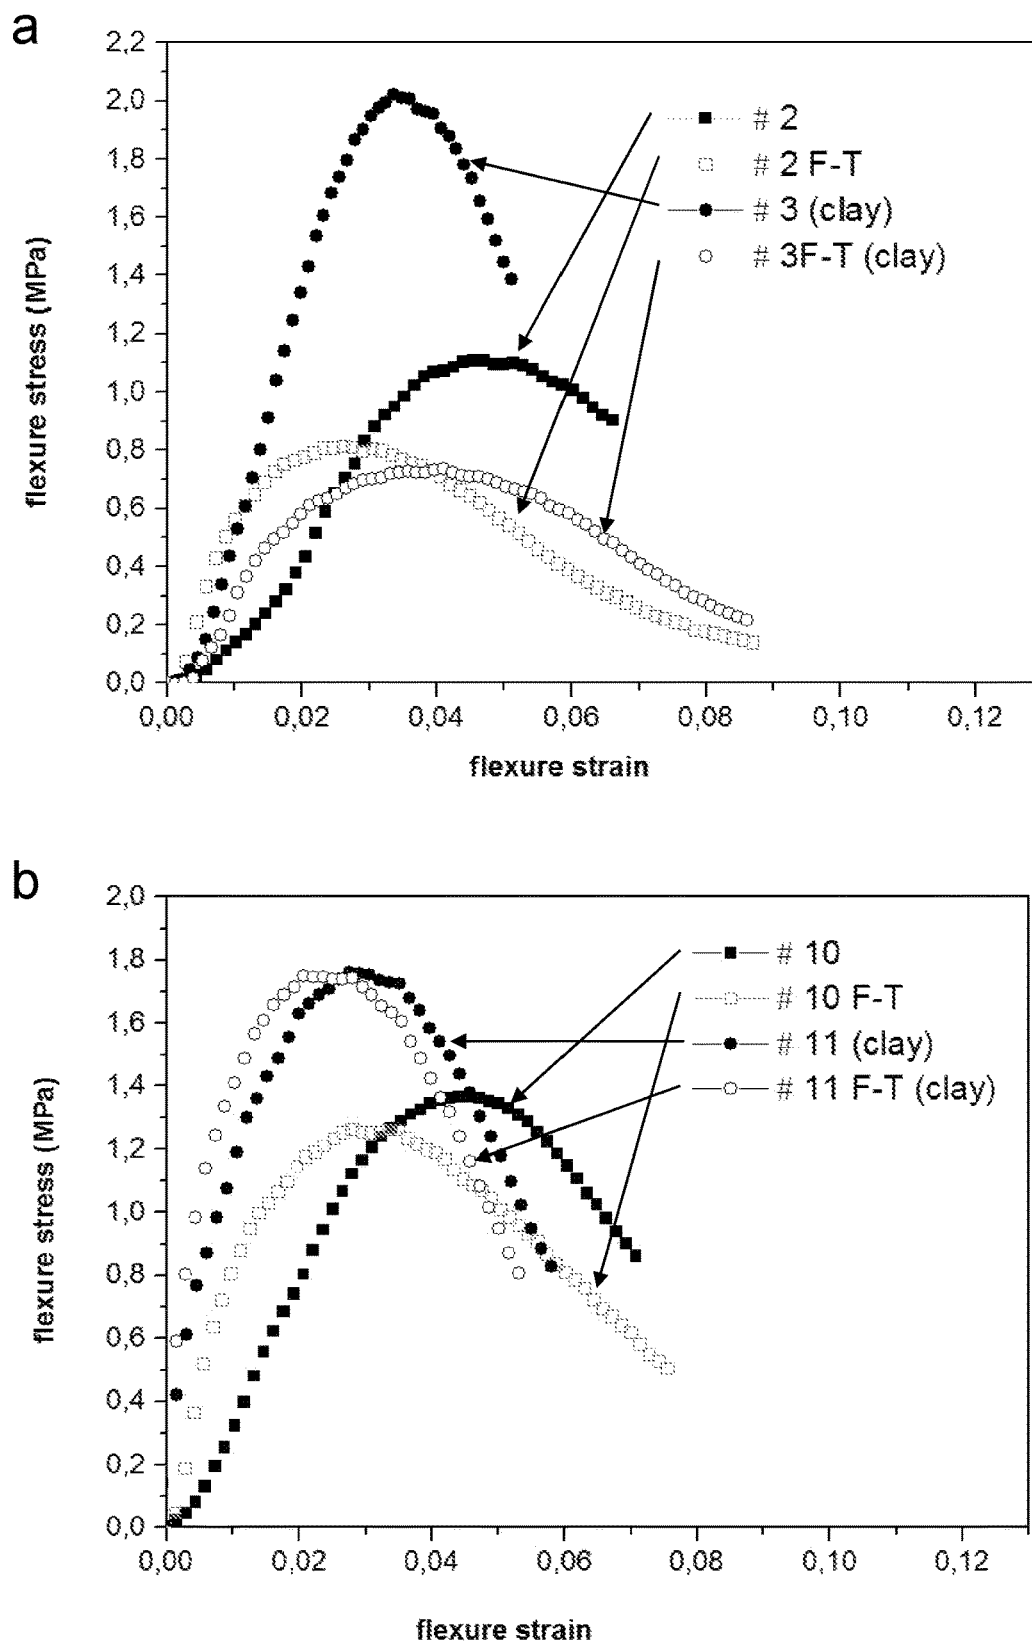 a
2,2
2,0
1,8
1,6
1,4
1,2
1,0
0,8
0,6
0,4
0,2
0,0
flexure stress (MPa)
# 2
# 2 F-T
# 3 (clay)
# 3F-T (clay)
0,00 0,02 0,04 0,06 0,08 0,10 0,12
flexure strain
b
2,0
1,8
1,6
1,4
1,2
1,0
0,8
0,6
0,4
0,2
0,0
flexure stress (MPa)
# 10
# 10 F-T
# 11 (clay)
# 11 F-T (clay)
0,00 0,02 0,04 0,06 0,08 0,10 0,12
flexure strain